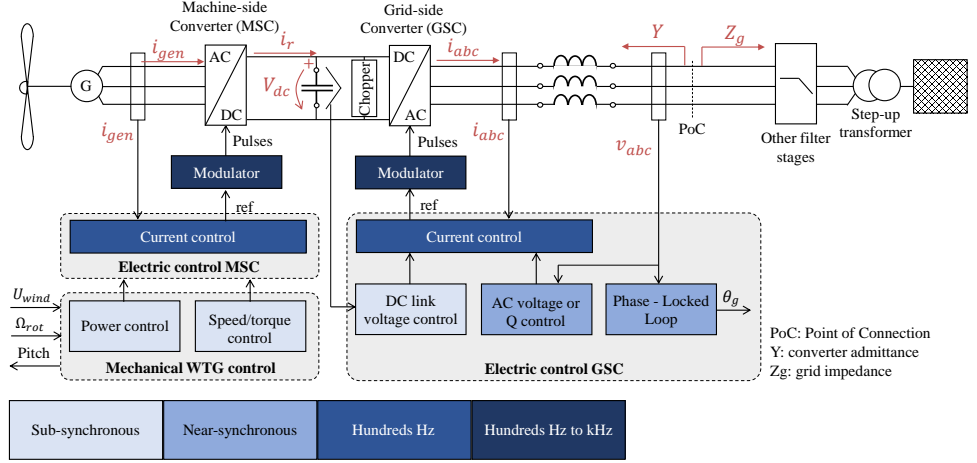 Machine-side
Converter (MSC)
Grid-side
Converter (GSC)
i_gen
i_r
i_abc
Y
Z_g
AC
DC
G
+
V_dc
Chopper
DC
AC
i_gen
i_abc
v_abc
PoC
Other filter
stages
Step-up
transformer
Pulses
Pulses
Modulator
Modulator
ref
ref
Current control
Electric control MSC
Current control
U_wind
Ω_rot
Pitch
Power control
Speed/torque
control
Mechanical WTG control
DC link
voltage control
AC voltage or
Q control
Phase - Locked
Loop
θ_g
Electric control GSC
PoC: Point of Connection
Y: converter admittance
Zg: grid impedance
Sub-synchronous
Near-synchronous
Hundreds Hz
Hundreds Hz to kHz